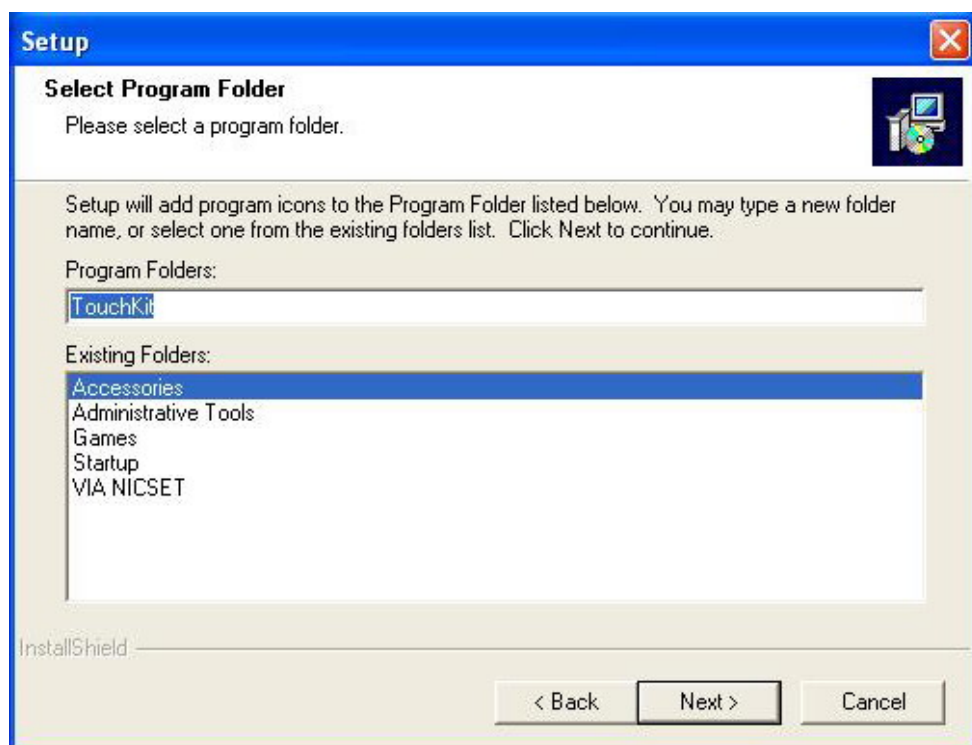 Setup
Select Program Folder
Please select a program folder.
Setup will add program icons to the Program Folder listed below.  You may type a new folder
name, or select one from the existing folders list.  Click Next to continue.
Program Folders:
TouchKit
Existing Folders:
Accessories
Administrative Tools
Games
Startup
VIA NICSET
InstallShield
< Back
Next >
Cancel